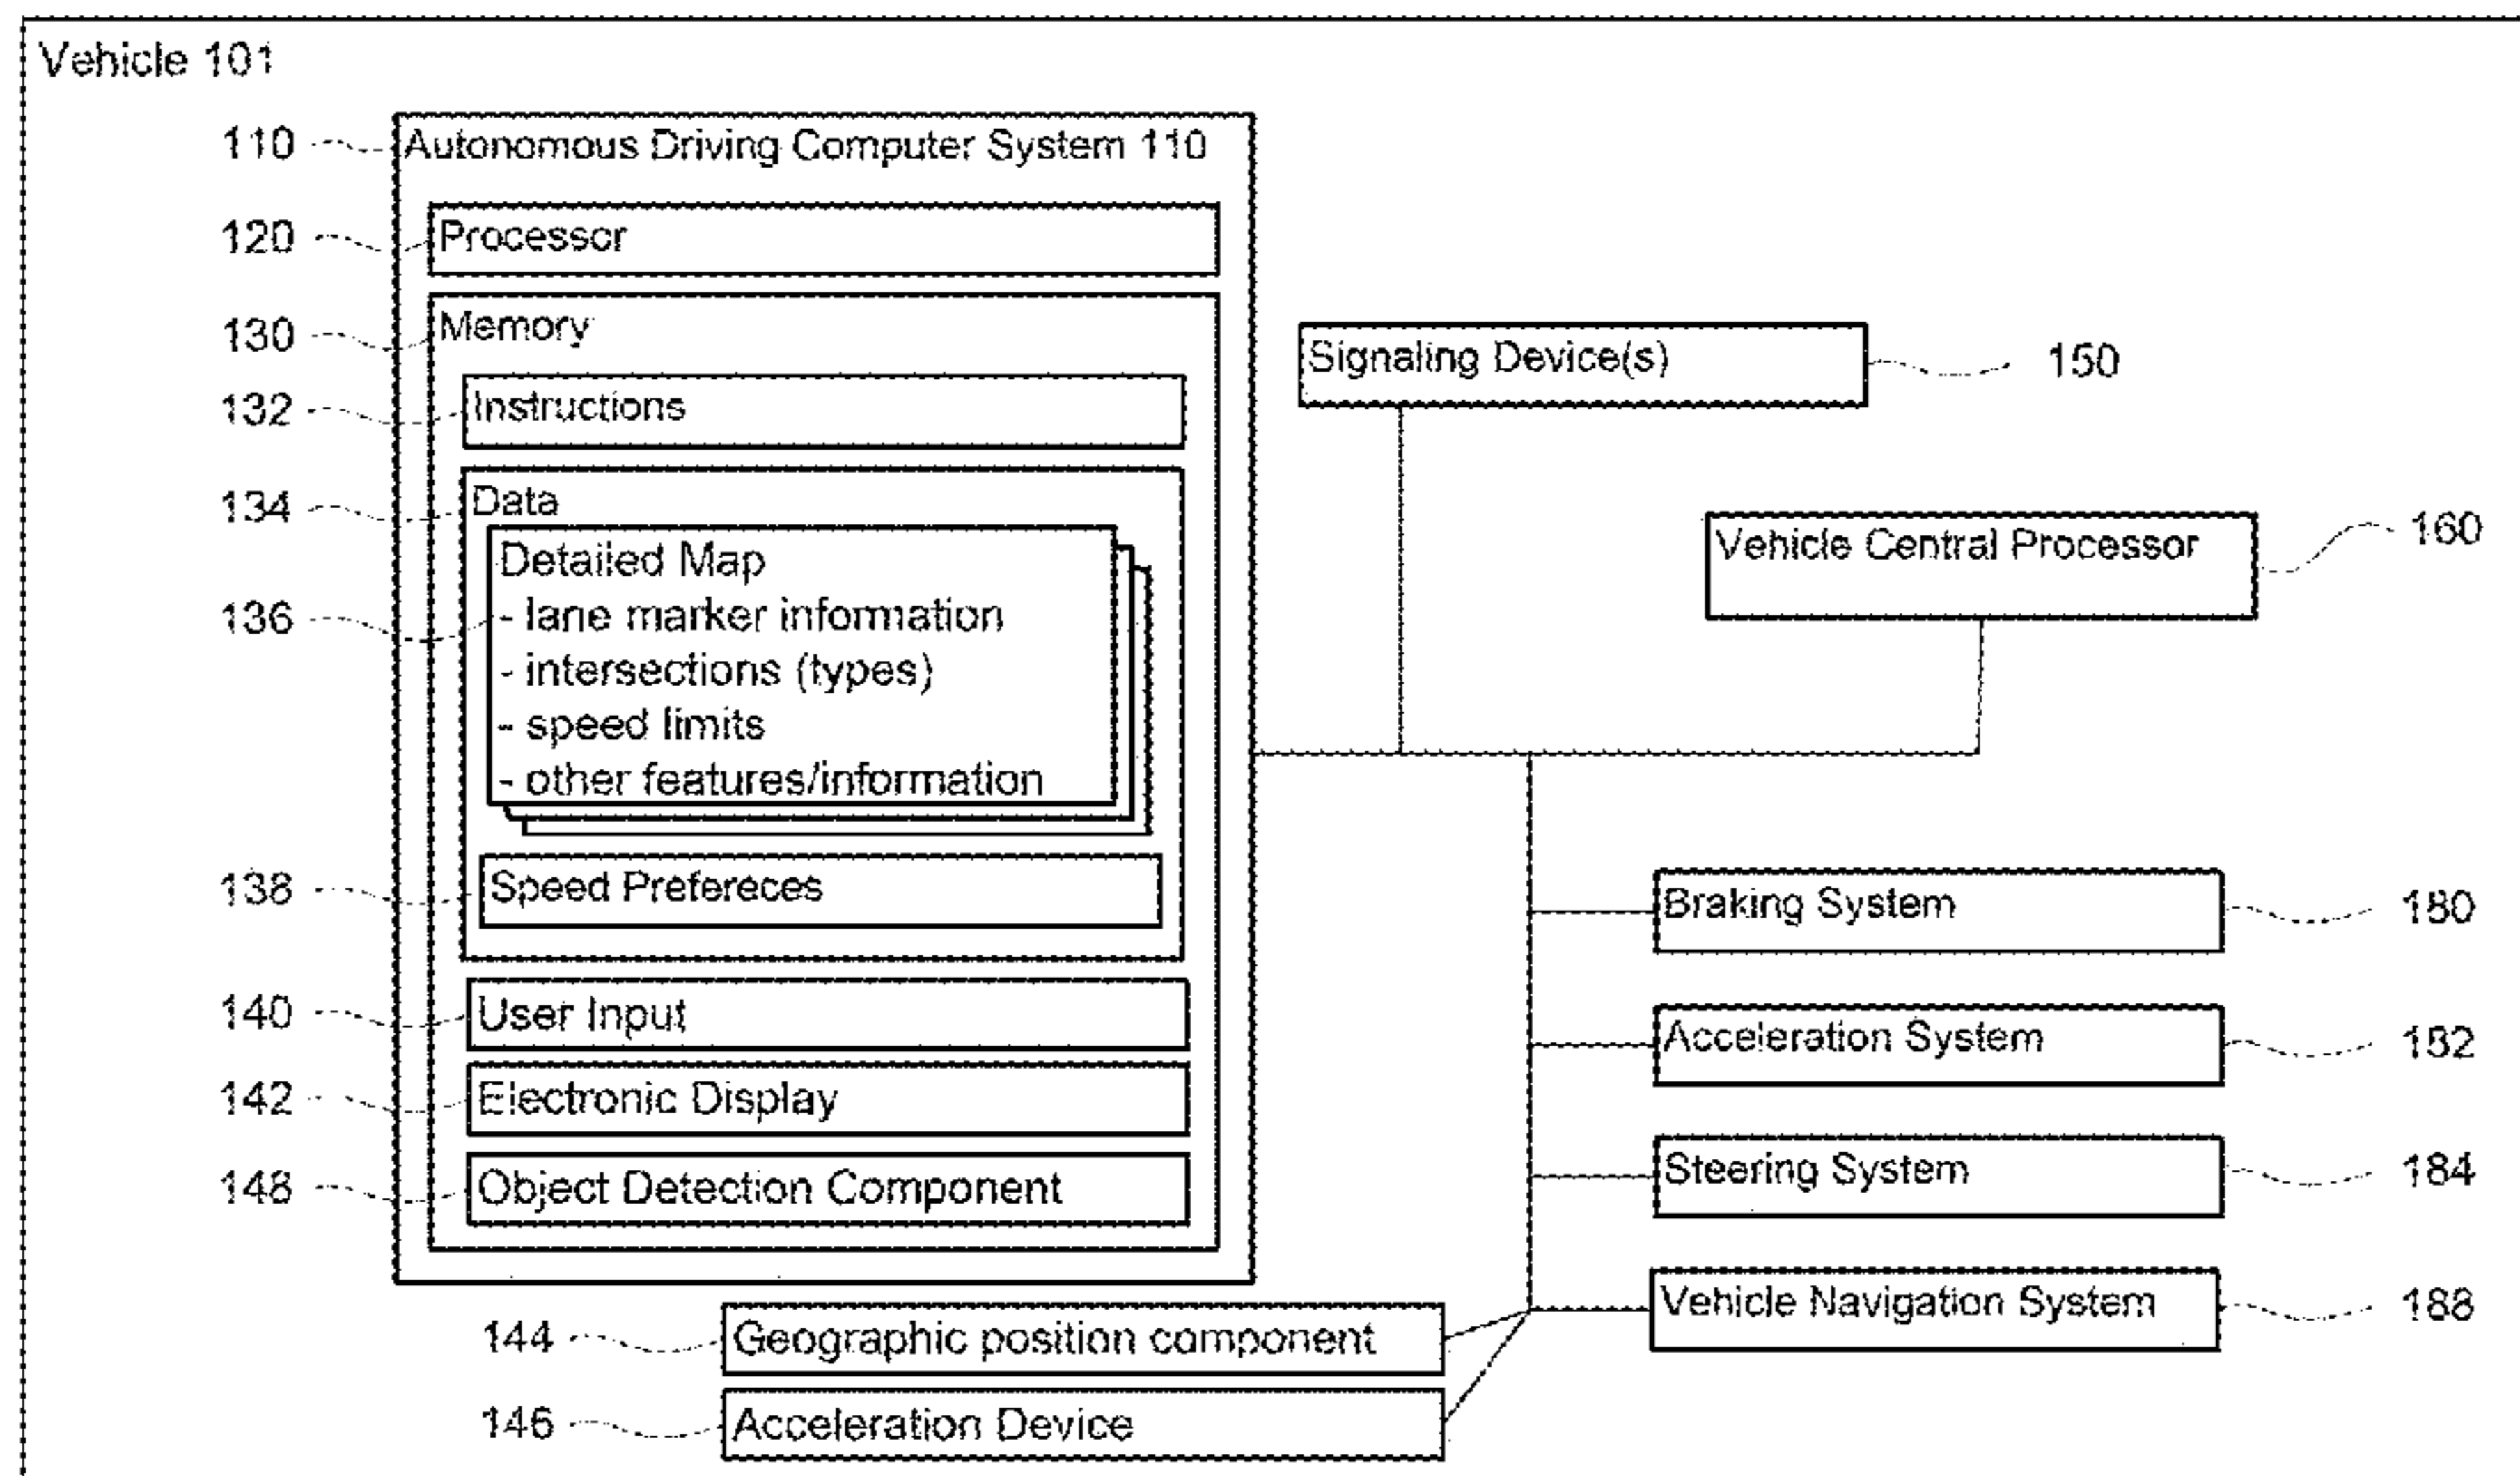 Vehicle 101
110 Autonomous Driving Computer System 110
120 Processor
130 Memory
132 Instructions
134 Data
Detailed Map
136 - lane marker information
- intersections (types)
- speed limits
- other features/information
138 Speed Prefereces
140 User Input
142 Electronic Display
148 Object Detection Component
144 Geographic position component
146 Acceleration Device
Signaling Device(s) 150
Vehicle Central Processor 160
Braking System 180
Acceleration System 182
Steering System 184
Vehicle Navigation System 188